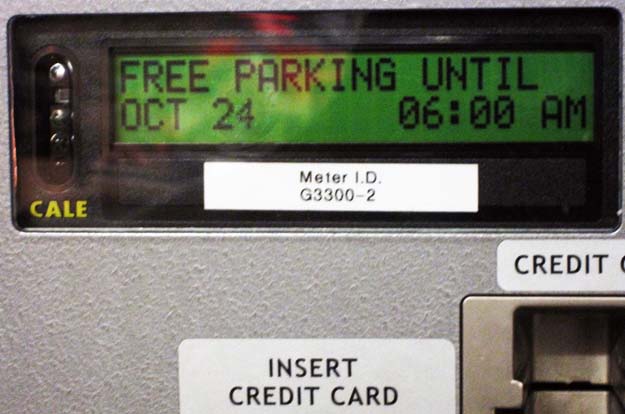 FREE PARKING UNTIL
OCT 24 06:00 AM
Meter I.D.
G3300-2
CALE
CREDIT
INSERT
CREDIT CARD